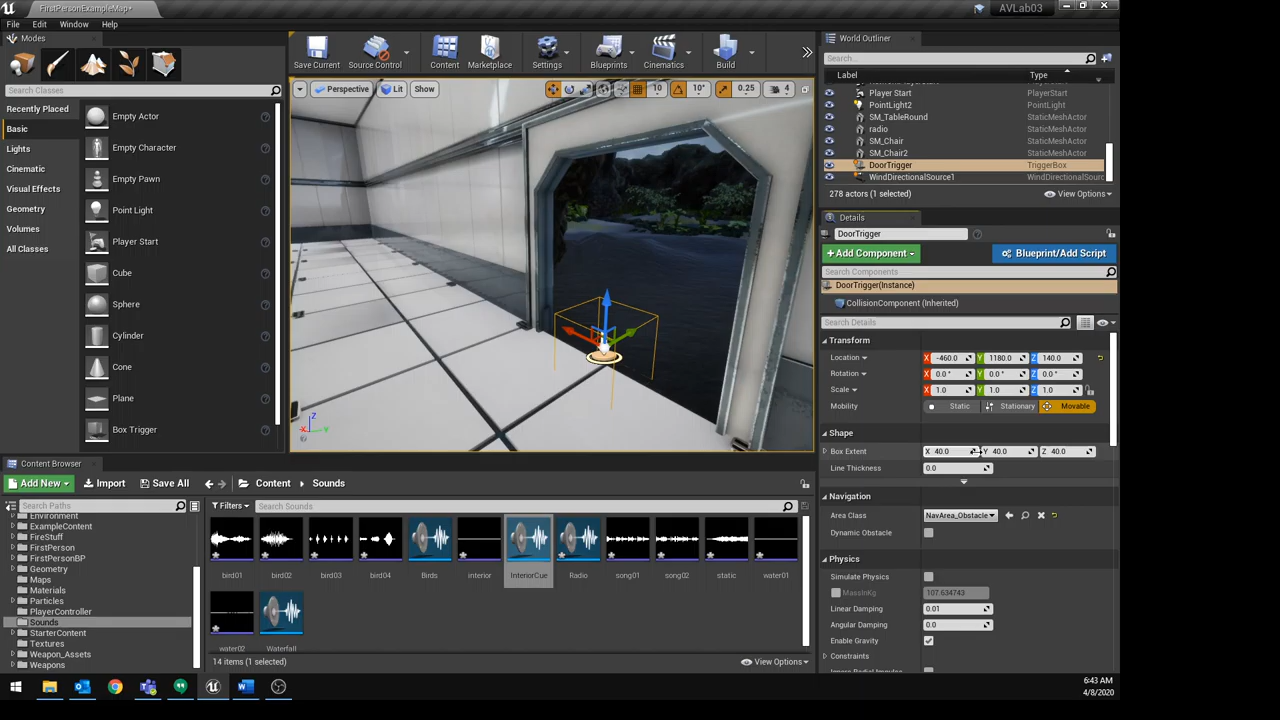 FirstPersonExampleMap*
AVLab03
File Edit Window Help
Modes
Search Classes
Recently Placed
Basic
Lights
Cinematic
Visual Effects
Geometry
Volumes
All Classes
Empty Actor
Empty Character
Empty Pawn
Point Light
Player Start
Cube
Sphere
Cylinder
Cone
Plane
Box Trigger
Save Current
Source Control
Content
Marketplace
Settings
Blueprints
Cinematics
Build
Perspective Lit Show
10 10° 0.25 4
World Outliner
Search...
Label Type
Player Start PlayerStart
PointLight2 PointLight
SM_TableRound StaticMeshActor
radio StaticMeshActor
SM_Chair StaticMeshActor
SM_Chair2 StaticMeshActor
DoorTrigger TriggerBox
WindDirectionalSource1 WindDirectionalSourc
278 actors (1 selected) View Options
Details
DoorTrigger
+Add Component Blueprint/Add Script
Search Components
DoorTrigger(Instance)
CollisionComponent (Inherited)
Search Details
Transform
Location X -460.0 Y 1180.0 Z 140.0
Rotation X 0.0 ° Y 0.0 ° Z 0.0 °
Scale X 1.0 Y 1.0 Z 1.0
Mobility Static Stationary Movable
Shape
Box Extent X 40.0 Y 40.0 Z 40.0
Line Thickness 0.0
Navigation
Area Class NavArea_Obstacle
Dynamic Obstacle
Physics
Simulate Physics
MassInKg 107.634743
Linear Damping 0.01
Angular Damping 0.0
Enable Gravity
Constraints
Content Browser
Add New Import Save All Content Sounds
Search Paths
Environment
ExampleContent
FireStuff
FirstPerson
FirstPersonBP
Geometry
Maps
Materials
Particles
PlayerController
Sounds
StarterContent
Textures
Weapon_Assets
Weapons
Filters Search Sounds
bird01 bird02 bird03 bird04 Birds interior InteriorCue Radio song01 song02 static water01
water02 Waterfall
14 items (1 selected) View Options
6:43 AM
4/8/2020